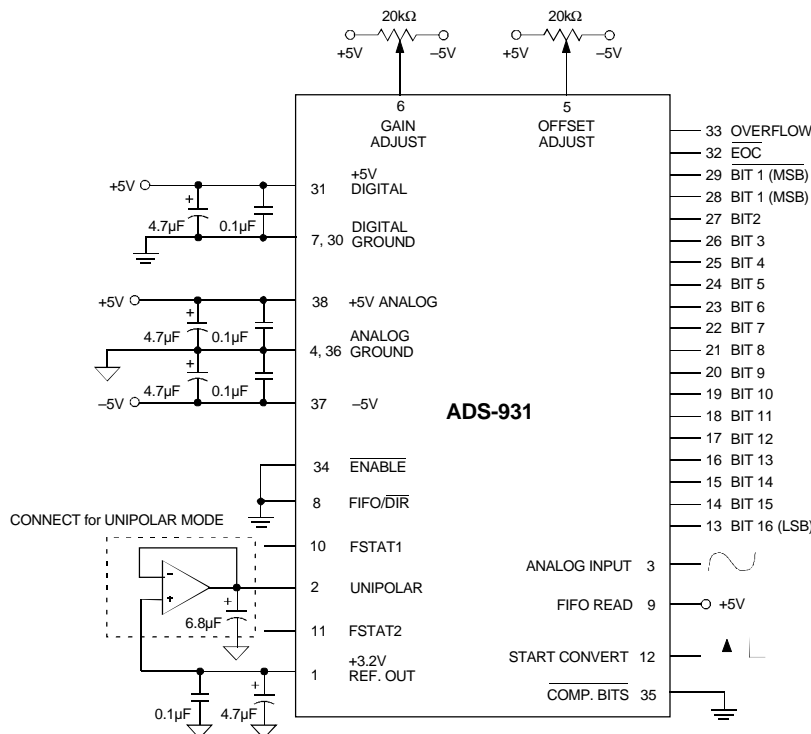 20kΩ 20kΩ
+5V –5V +5V –5V
6 5
GAIN ADJUST
OFFSET ADJUST
+5V
31 +5V DIGITAL
4.7µF 0.1µF
7, 30 DIGITAL GROUND
+5V
38 +5V ANALOG
4.7µF 0.1µF
4, 36 ANALOG GROUND
4.7µF 0.1µF
–5V
37 –5V
ADS-931
34 ENABLE
8 FIFO/DIR
CONNECT for UNIPOLAR MODE
10 FSTAT1
– +
2 UNIPOLAR
+
6.8µF
11 FSTAT2
1 +3.2V REF. OUT
0.1µF 4.7µF
33 OVERFLOW
32 EOC
29 BIT 1 (MSB)
28 BIT 1 (MSB)
27 BIT2
26 BIT 3
25 BIT 4
24 BIT 5
23 BIT 6
22 BIT 7
21 BIT 8
20 BIT 9
19 BIT 10
18 BIT 11
17 BIT 12
16 BIT 13
15 BIT 14
14 BIT 15
13 BIT 16 (LSB)
ANALOG INPUT 3
FIFO READ 9 +5V
START CONVERT 12
COMP. BITS 35